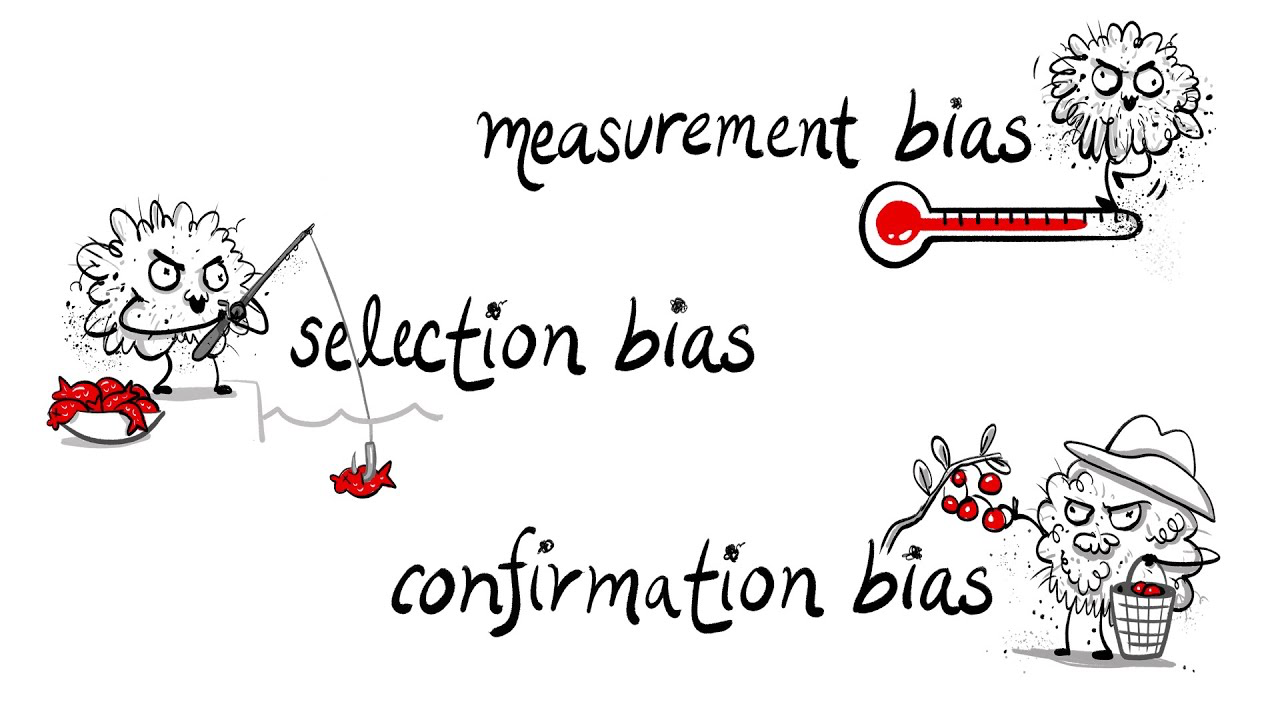 measurement bias
selection bias
confirmation bias